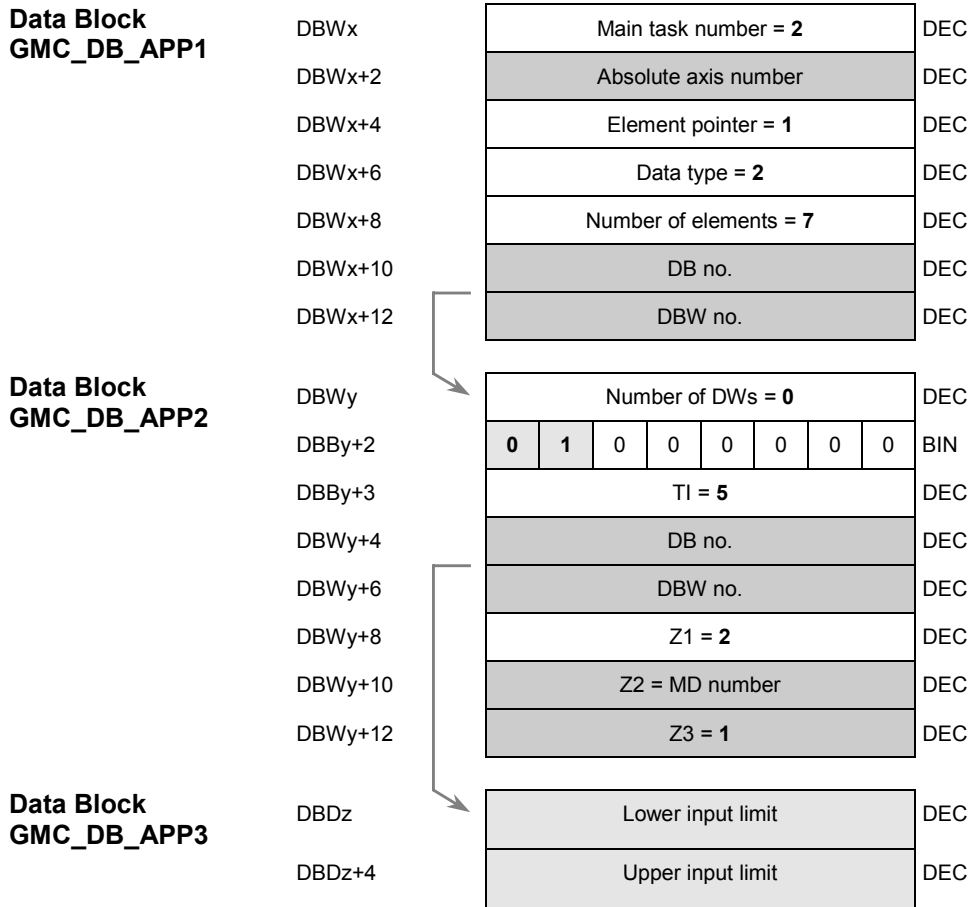 Data Block
GMC_DB_APP1
DBWx Main task number = 2 DEC
DBWx+2 Absolute axis number DEC
DBWx+4 Element pointer = 1 DEC
DBWx+6 Data type = 2 DEC
DBWx+8 Number of elements = 7 DEC
DBWx+10 DB no. DEC
DBWx+12 DBW no. DEC
Data Block
GMC_DB_APP2
DBWy Number of DWs = 0 DEC
DBBy+2 0 1 0 0 0 0 0 0 BIN
DBBy+3 TI = 5 DEC
DBWy+4 DB no. DEC
DBWy+6 DBW no. DEC
DBWy+8 Z1 = 2 DEC
DBWy+10 Z2 = MD number DEC
DBWy+12 Z3 = 1 DEC
Data Block
GMC_DB_APP3
DBDz Lower input limit DEC
DBDz+4 Upper input limit DEC